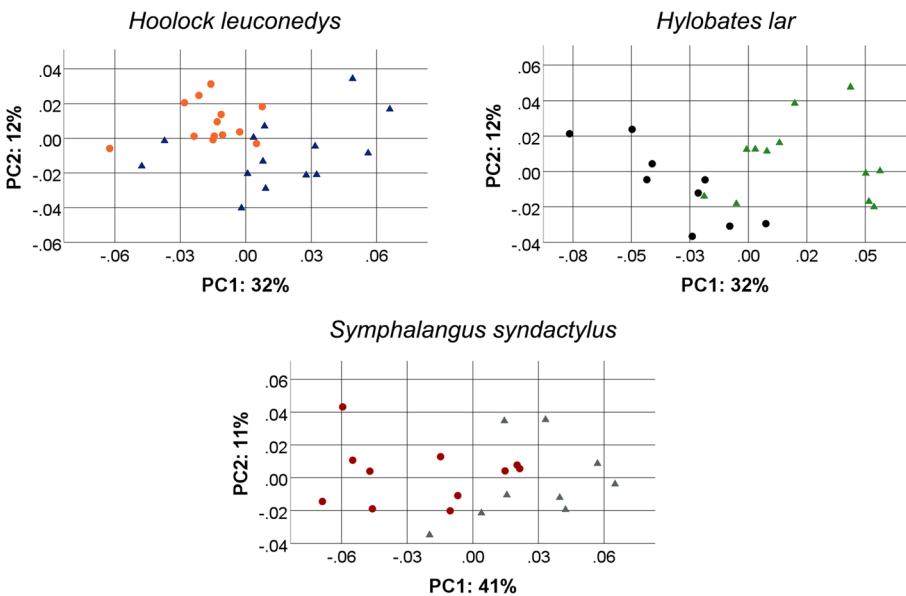 Hoolock leuconedys
.04
.02
.00
-.02
-.04
-.06
PC2: 12%
-.06 -.03 .00 .03 .06
PC1: 32%
Hylobates lar
.06
.04
.02
.00
-.02
-.04
PC2: 12%
-.08 -.05 -.03 .00 .02 .05
PC1: 32%
Symphalangus syndactylus
.06
.04
.02
.00
-.02
-.04
PC2: 11%
-.06 -.03 .00 .03 .06
PC1: 41%